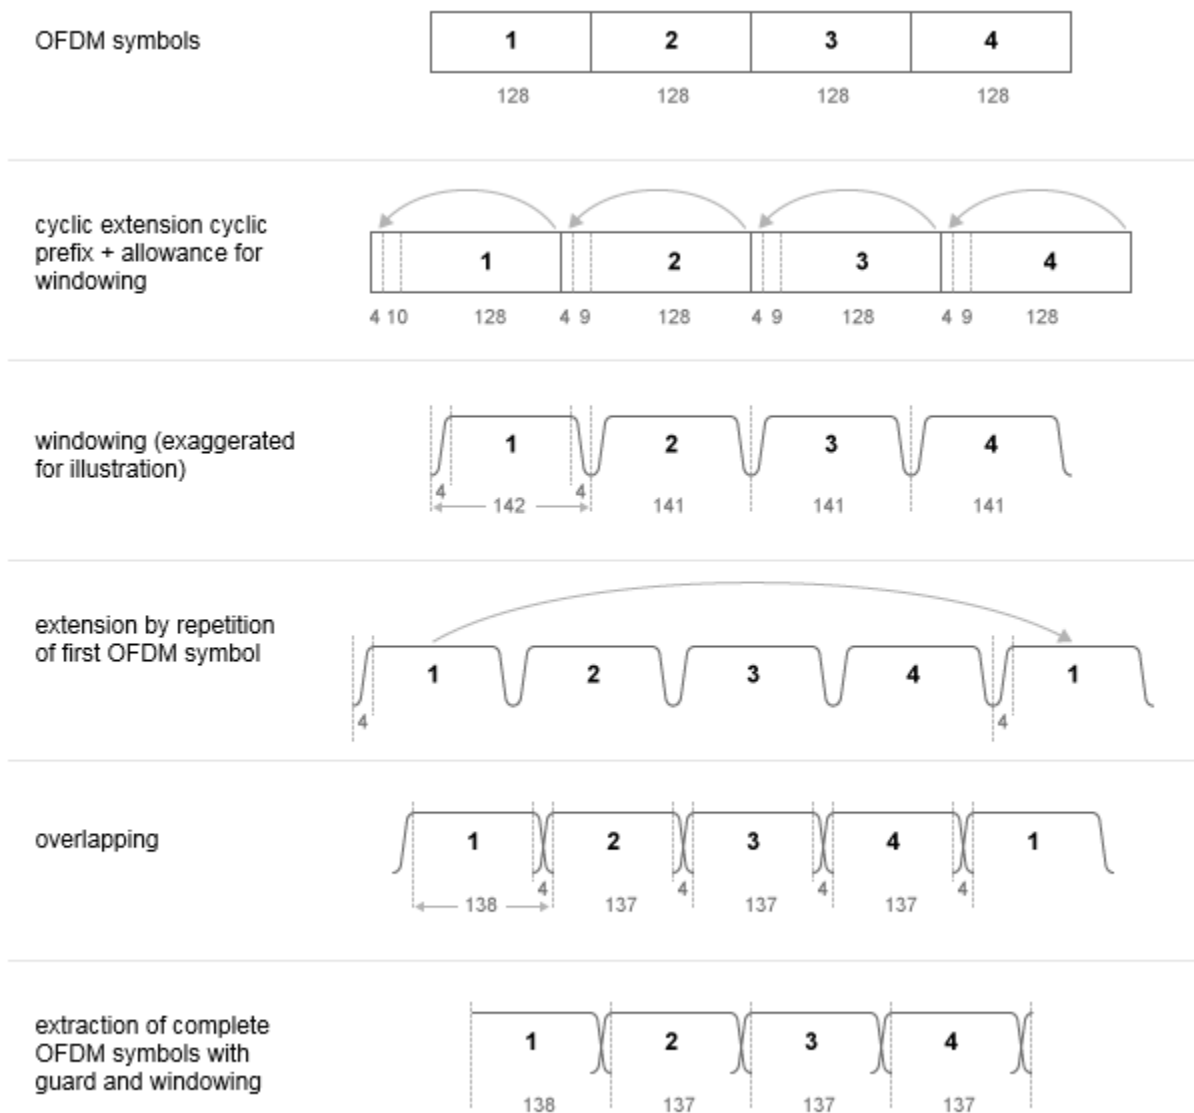 OFDM symbols
1 2 3 4
128 128 128 128
cyclic extension cyclic
prefix + allowance for
windowing
1 2 3 4
4 10 128 4 9 128 4 9 128 4 9 128
windowing (exaggerated
for illustration)
1 2 3 4
4 4
142 141 141 141
extension by repetition
of first OFDM symbol
1 2 3 4 1
4 4
overlapping
1 2 3 4 1
4 4 4 4
138 137 137 137
extraction of complete
OFDM symbols with
guard and windowing
1 2 3 4
138 137 137 137